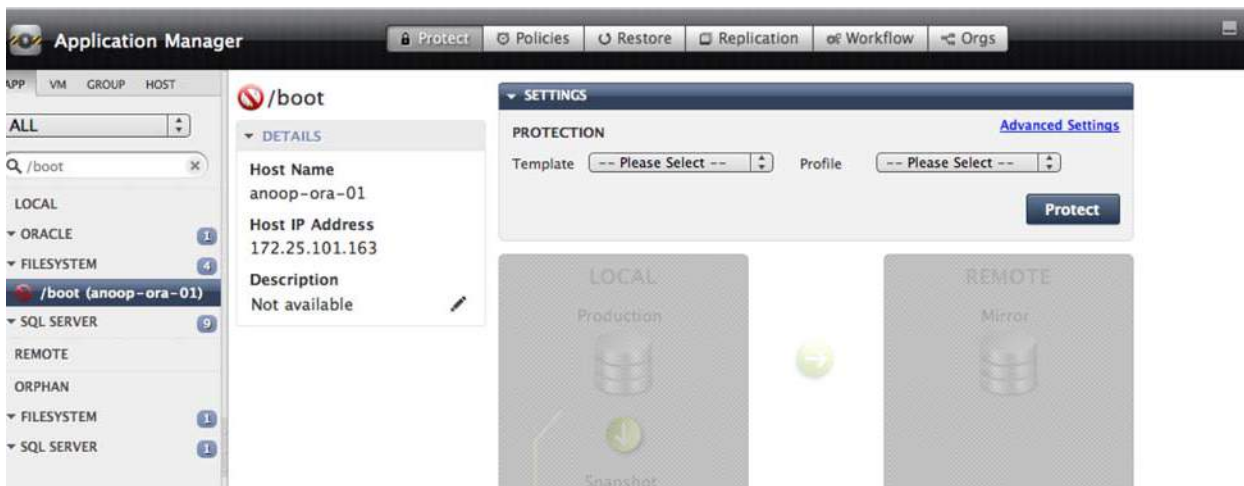 Application Manager
Protect Policies Restore Replication Workflow Orgs
APP VM GROUP HOST
ALL
/boot
LOCAL
ORACLE 1
FILESYSTEM 4
/boot (anoop-ora-01)
SQL SERVER 9
REMOTE
ORPHAN
FILESYSTEM 1
SQL SERVER 1
/boot
DETAILS
Host Name
anoop-ora-01
Host IP Address
172.25.101.163
Description
Not available
SETTINGS
PROTECTION
Advanced Settings
Template -- Please Select -- Profile -- Please Select --
Protect
LOCAL
Production
Snapshot
REMOTE
Mirror